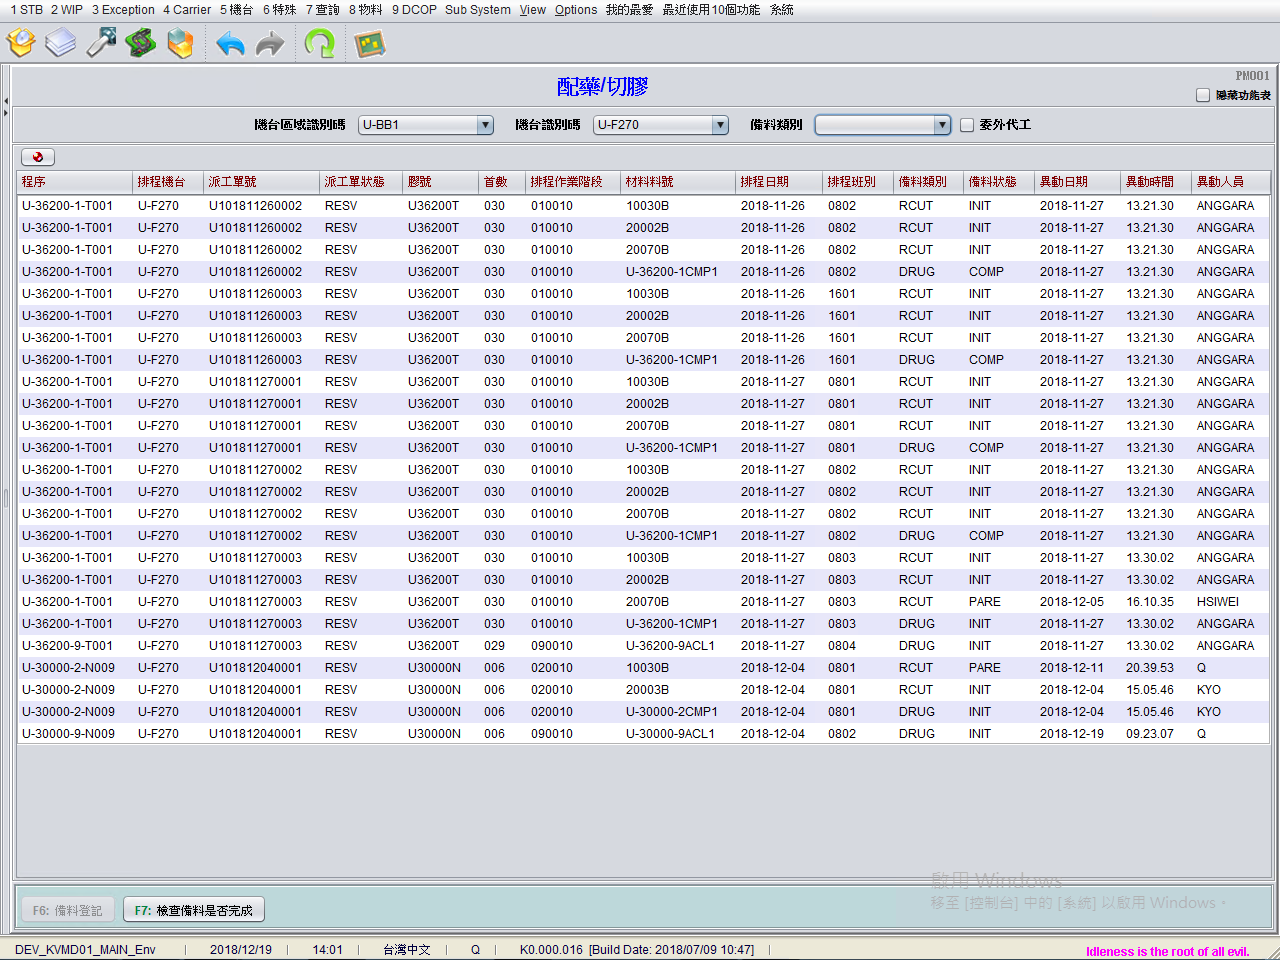 1 STB 2 WIP 3 Exception 4 Carrier 5 機台 6 特殊 7 查詢 8 物料 9 DCOP Sub System View Options 我的最愛 最近使用10個功能 系統
PM001
配藥/切膠
隱藏功能表
機台區域識別碼 U-BB1 機台識別碼 U-F270 備料類別 委外代工
程序 排程機台 派工單號 派工單狀態 膠號 首數 排程作業階段 材料料號 排程日期 排程班別 備料類別 備料狀態 異動日期 異動時間 異動人員
U-36200-1-T001 U-F270 U101811260002 RESV U36200T 030 010010 10030B 2018-11-26 0802 RCUT INIT 2018-11-27 13.21.30 ANGGARA
U-36200-1-T001 U-F270 U101811260002 RESV U36200T 030 010010 20002B 2018-11-26 0802 RCUT INIT 2018-11-27 13.21.30 ANGGARA
U-36200-1-T001 U-F270 U101811260002 RESV U36200T 030 010010 20070B 2018-11-26 0802 RCUT INIT 2018-11-27 13.21.30 ANGGARA
U-36200-1-T001 U-F270 U101811260002 RESV U36200T 030 010010 U-36200-1CMP1 2018-11-26 0802 DRUG COMP 2018-11-27 13.21.30 ANGGARA
U-36200-1-T001 U-F270 U101811260003 RESV U36200T 030 010010 10030B 2018-11-26 1601 RCUT INIT 2018-11-27 13.21.30 ANGGARA
U-36200-1-T001 U-F270 U101811260003 RESV U36200T 030 010010 20002B 2018-11-26 1601 RCUT INIT 2018-11-27 13.21.30 ANGGARA
U-36200-1-T001 U-F270 U101811260003 RESV U36200T 030 010010 20070B 2018-11-26 1601 RCUT INIT 2018-11-27 13.21.30 ANGGARA
U-36200-1-T001 U-F270 U101811260003 RESV U36200T 030 010010 U-36200-1CMP1 2018-11-26 1601 DRUG COMP 2018-11-27 13.21.30 ANGGARA
U-36200-1-T001 U-F270 U101811270001 RESV U36200T 030 010010 10030B 2018-11-27 0801 RCUT INIT 2018-11-27 13.21.30 ANGGARA
U-36200-1-T001 U-F270 U101811270001 RESV U36200T 030 010010 20002B 2018-11-27 0801 RCUT INIT 2018-11-27 13.21.30 ANGGARA
U-36200-1-T001 U-F270 U101811270001 RESV U36200T 030 010010 20070B 2018-11-27 0801 RCUT INIT 2018-11-27 13.21.30 ANGGARA
U-36200-1-T001 U-F270 U101811270001 RESV U36200T 030 010010 U-36200-1CMP1 2018-11-27 0801 DRUG COMP 2018-11-27 13.21.30 ANGGARA
U-36200-1-T001 U-F270 U101811270002 RESV U36200T 030 010010 10030B 2018-11-27 0802 RCUT INIT 2018-11-27 13.21.30 ANGGARA
U-36200-1-T001 U-F270 U101811270002 RESV U36200T 030 010010 20002B 2018-11-27 0802 RCUT INIT 2018-11-27 13.21.30 ANGGARA
U-36200-1-T001 U-F270 U101811270002 RESV U36200T 030 010010 20070B 2018-11-27 0802 RCUT INIT 2018-11-27 13.21.30 ANGGARA
U-36200-1-T001 U-F270 U101811270002 RESV U36200T 030 010010 U-36200-1CMP1 2018-11-27 0802 DRUG COMP 2018-11-27 13.21.30 ANGGARA
U-36200-1-T001 U-F270 U101811270003 RESV U36200T 030 010010 10030B 2018-11-27 0803 RCUT INIT 2018-11-27 13.30.02 ANGGARA
U-36200-1-T001 U-F270 U101811270003 RESV U36200T 030 010010 20002B 2018-11-27 0803 RCUT INIT 2018-11-27 13.30.02 ANGGARA
U-36200-1-T001 U-F270 U101811270003 RESV U36200T 030 010010 20070B 2018-11-27 0803 RCUT PARE 2018-12-05 16.10.35 HSIWEI
U-36200-1-T001 U-F270 U101811270003 RESV U36200T 030 010010 U-36200-1CMP1 2018-11-27 0803 DRUG INIT 2018-11-27 13.30.02 ANGGARA
U-36200-9-T001 U-F270 U101811270003 RESV U36200T 029 090010 U-36200-9ACL1 2018-11-27 0804 DRUG INIT 2018-11-27 13.30.02 ANGGARA
U-30000-2-N009 U-F270 U101812040001 RESV U30000N 006 020010 10030B 2018-12-04 0801 RCUT PARE 2018-12-11 20.39.53 Q
U-30000-2-N009 U-F270 U101812040001 RESV U30000N 006 020010 20003B 2018-12-04 0801 RCUT INIT 2018-12-04 15.05.46 KYO
U-30000-2-N009 U-F270 U101812040001 RESV U30000N 006 020010 U-30000-2CMP1 2018-12-04 0801 DRUG INIT 2018-12-04 15.05.46 KYO
U-30000-9-N009 U-F270 U101812040001 RESV U30000N 006 090010 U-30000-9ACL1 2018-12-04 0802 DRUG INIT 2018-12-19 09.23.07 Q
啟用 Windows
移至 [控制台] 中的 [系統] 以啟用 Windows。
F6: 備料登記 F7: 檢查備料是否完成
DEV_KVMD01_MAIN_Env 2018/12/19 14:01 台灣中文 Q K0.000.016 [Build Date: 2018/07/09 10:47] Idleness is the root of all evil.